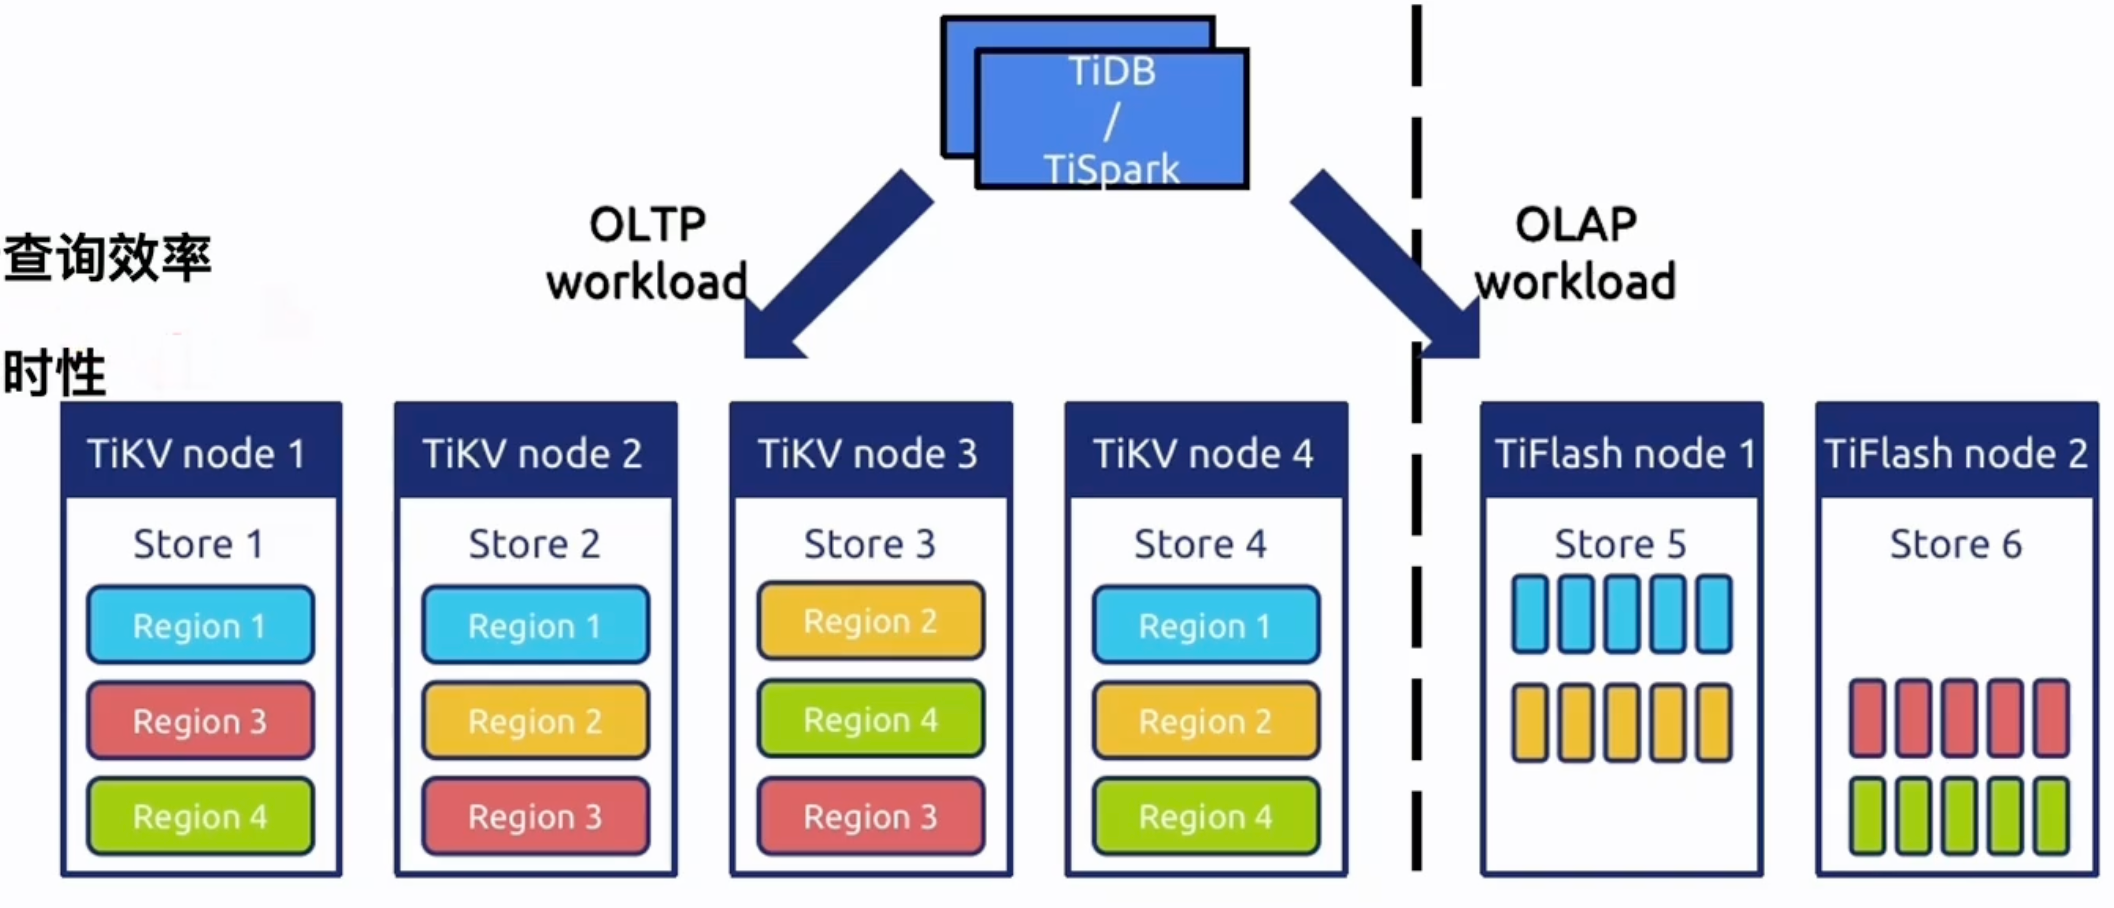 TiDB
/
TiSpark
OLTP
workload
OLAP
workload
查询效率
时性
TiKV node 1
Store 1
Region 1
Region 3
Region 4
TiKV node 2
Store 2
Region 1
Region 2
Region 3
TiKV node 3
Store 3
Region 2
Region 4
Region 3
TiKV node 4
Store 4
Region 1
Region 2
Region 4
TiFlash node 1
Store 5
TiFlash node 2
Store 6